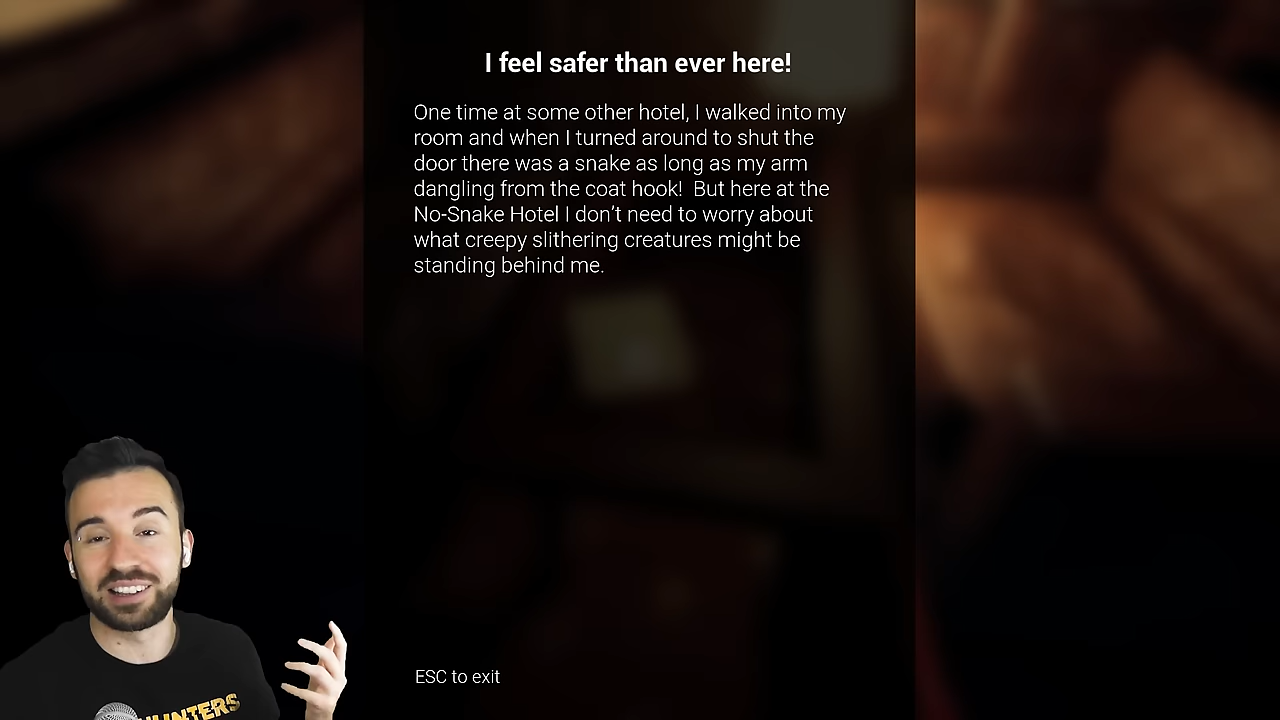 I feel safer than ever here!
One time at some other hotel, I walked into my
room and when I turned around to shut the
door there was a snake as long as my arm
dangling from the coat hook!  But here at the
No-Snake Hotel I don’t need to worry about
what creepy slithering creatures might be
standing behind me.
HUNTERS
ESC to exit